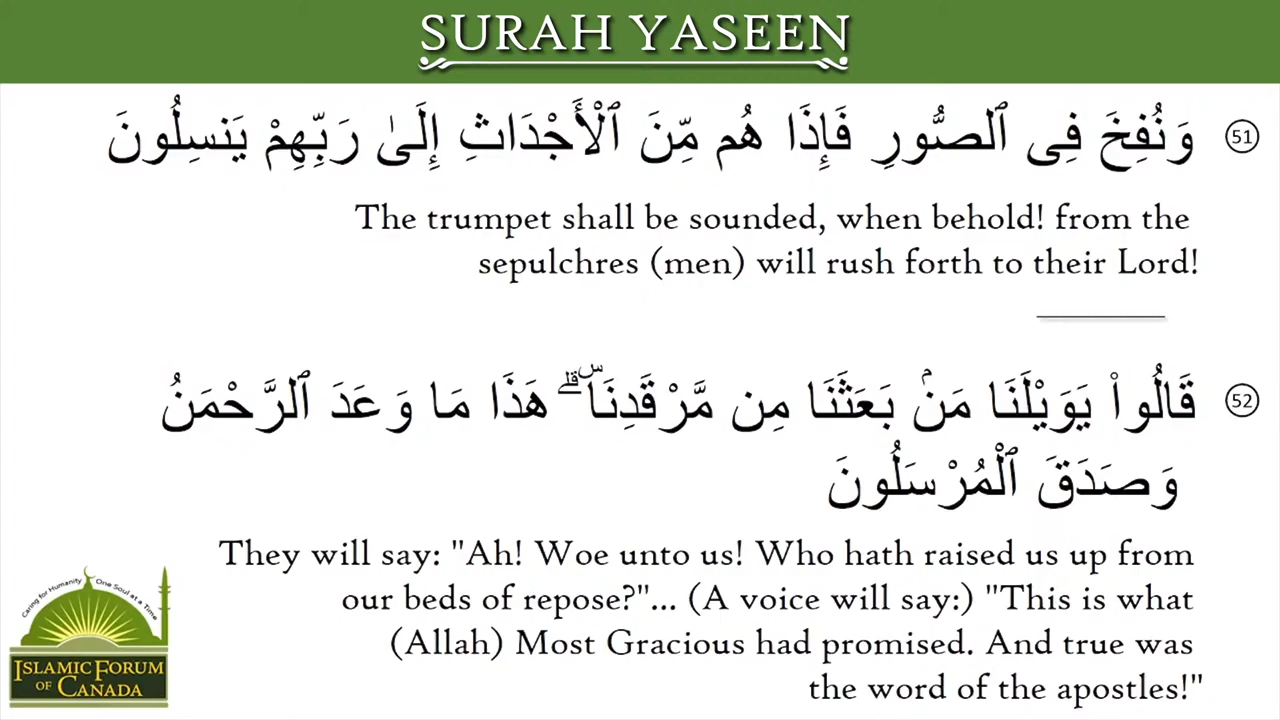 SURAH YASEEN
وَنُفِخَ فِى ٱلصُّورِ فَإِذَا هُم مِّنَ ٱلْأَجْدَاثِ إِلَىٰ رَبِّهِمْ يَنسِلُونَ 51
The trumpet shall be sounded, when behold! from the
sepulchres (men) will rush forth to their Lord!
قَالُوا۟ يَوَيْلَنَا مَنۢ بَعَثَنَا مِن مَّرْقَدِنَاۜ ۗ هَذَا مَا وَعَدَ ٱلرَّحْمَنُ 52
وَصَدَقَ ٱلْمُرْسَلُونَ
They will say: "Ah! Woe unto us! Who hath raised us up from
our beds of repose?"... (A voice will say:) "This is what
(Allah) Most Gracious had promised. And true was
the word of the apostles!"
Caring for Humanity One Soul at a Time
ISLAMIC FORUM
OF CANADA